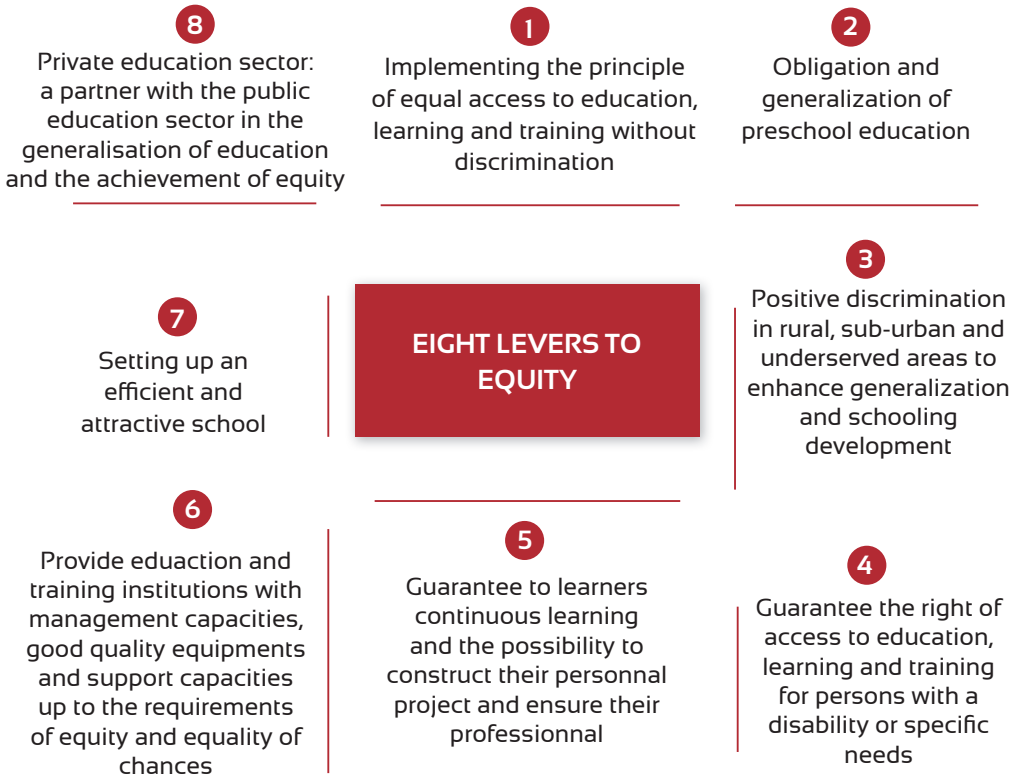 8
Private education sector:
a partner with the public
education sector in the
generalisation of education
and the achievement of equity
1
Implementing the principle
of equal access to education,
learning and training without
discrimination
2
Obligation and
generalization of
preschool education
7
Setting up an
efficient and
attractive school
EIGHT LEVERS TO
EQUITY
3
Positive discrimination
in rural, sub-urban and
underserved areas to
enhance generalization
and schooling
development
6
Provide eduaction and
training institutions with
management capacities,
good quality equipments
and support capacities
up to the requirements
of equity and equality of
chances
5
Guarantee to learners
continuous learning
and the possibility to
construct their personnal
project and ensure their
professionnal
4
Guarantee the right of
access to education,
learning and training
for persons with a
disability or specific
needs